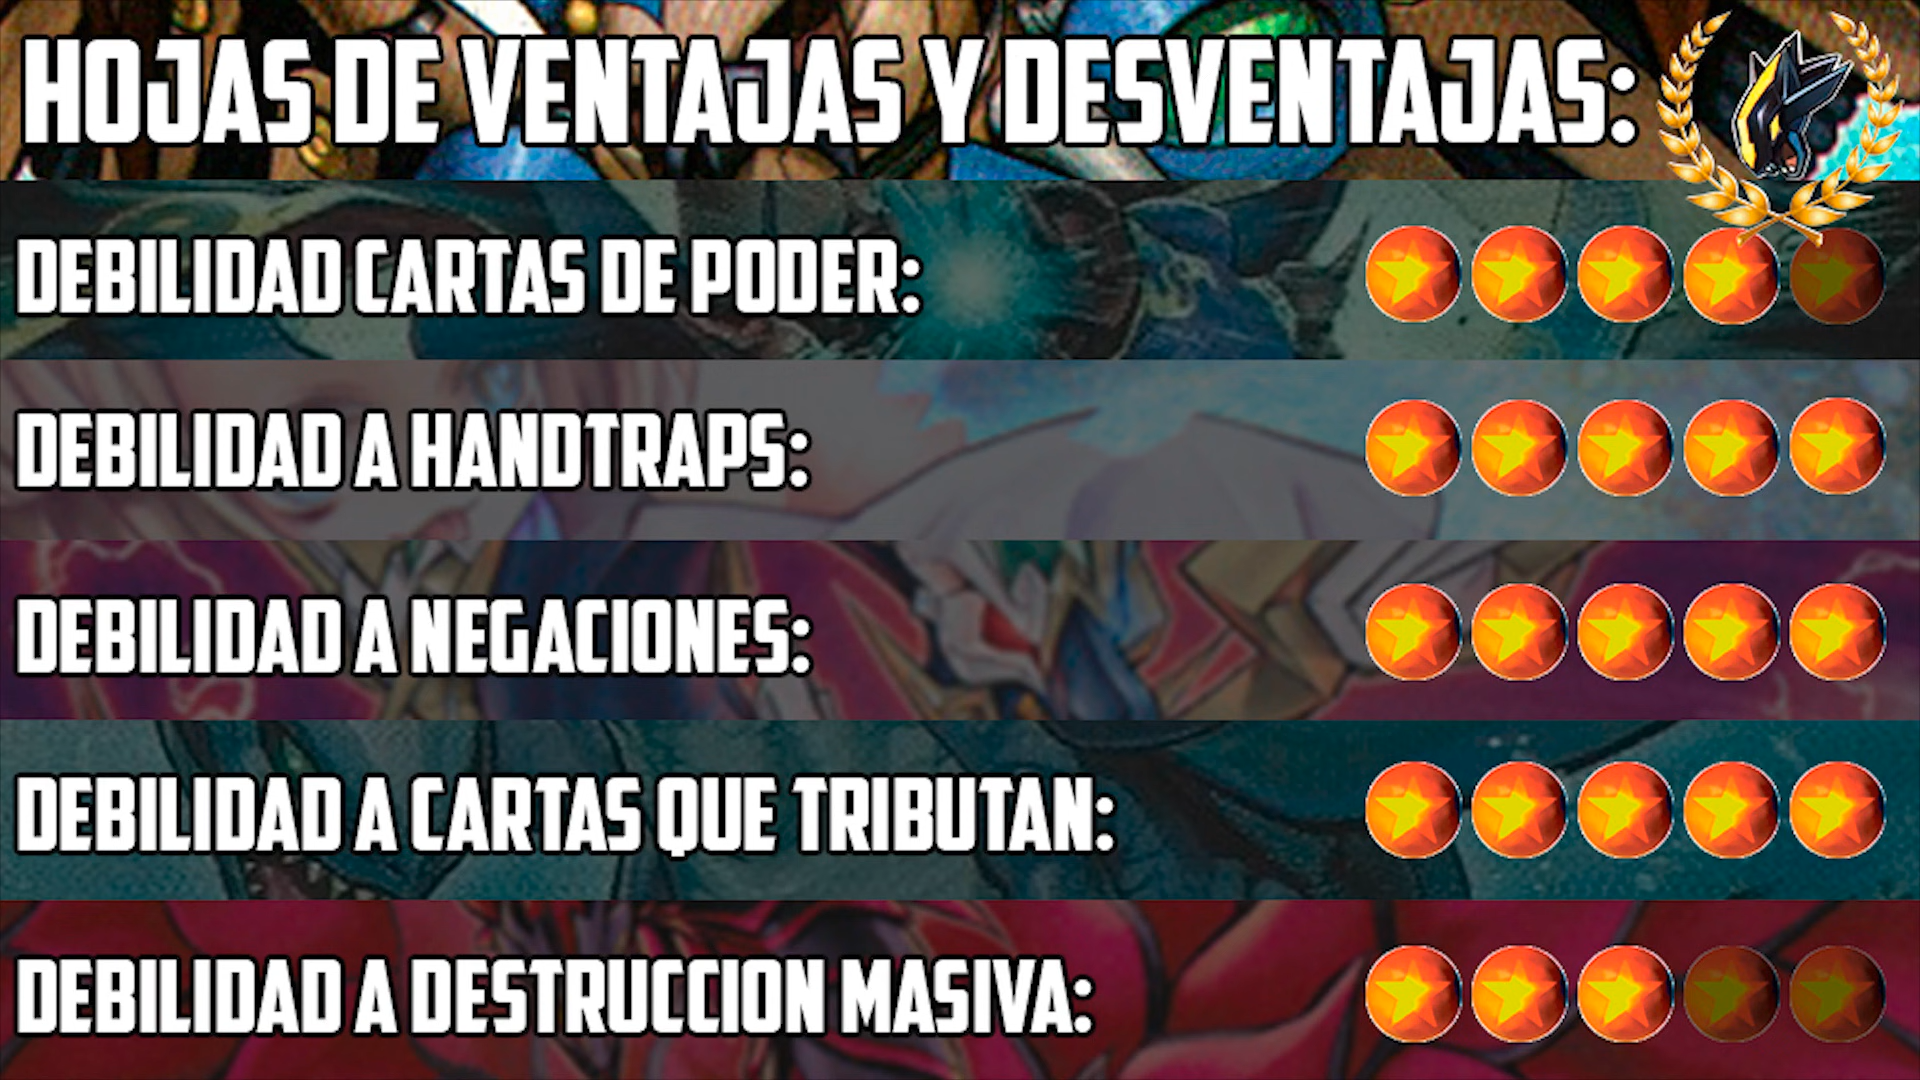 HOJAS DE VENTAJAS Y DESVENTAJAS:
DEBILIDAD CARTAS DE PODER:
DEBILIDAD A HANDTRAPS:
DEBILIDAD A NEGACIONES:
DEBILIDAD A CARTAS QUE TRIBUTAN:
DEBILIDAD A DESTRUCCION MASIVA: